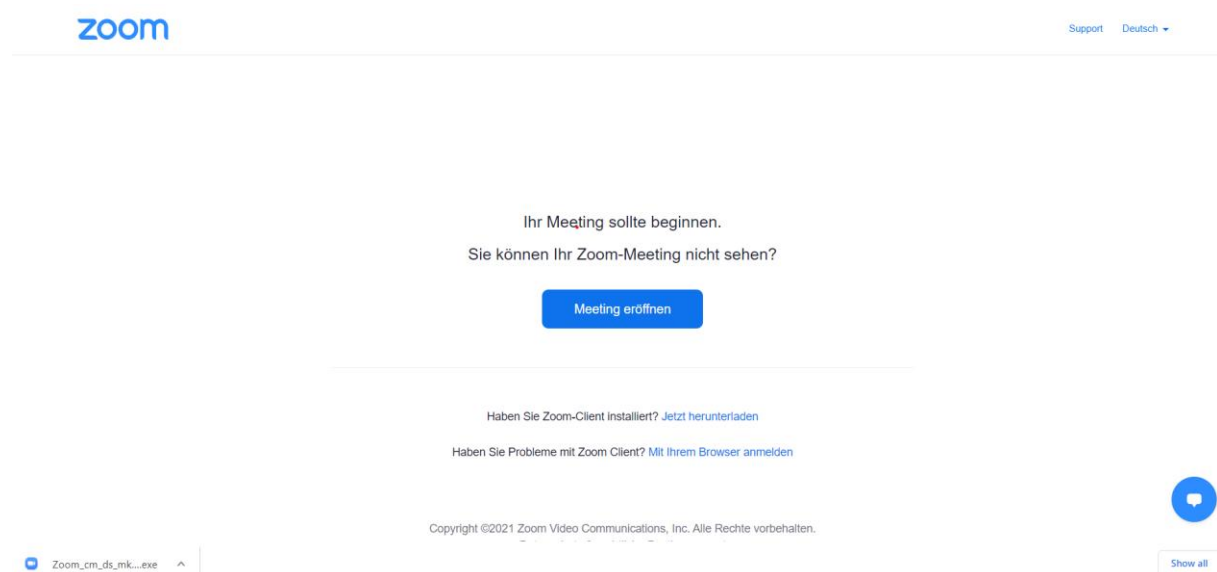 zoom
Support Deutsch
Ihr Meeting sollte beginnen.
Sie können Ihr Zoom-Meeting nicht sehen?
Meeting eröffnen
Haben Sie Zoom-Client installiert? Jetzt herunterladen
Haben Sie Probleme mit Zoom Client? Mit Ihrem Browser anmelden
Copyright ©2021 Zoom Video Communications, Inc. Alle Rechte vorbehalten.
Zoom_cm_ds_mk....exe
Show all